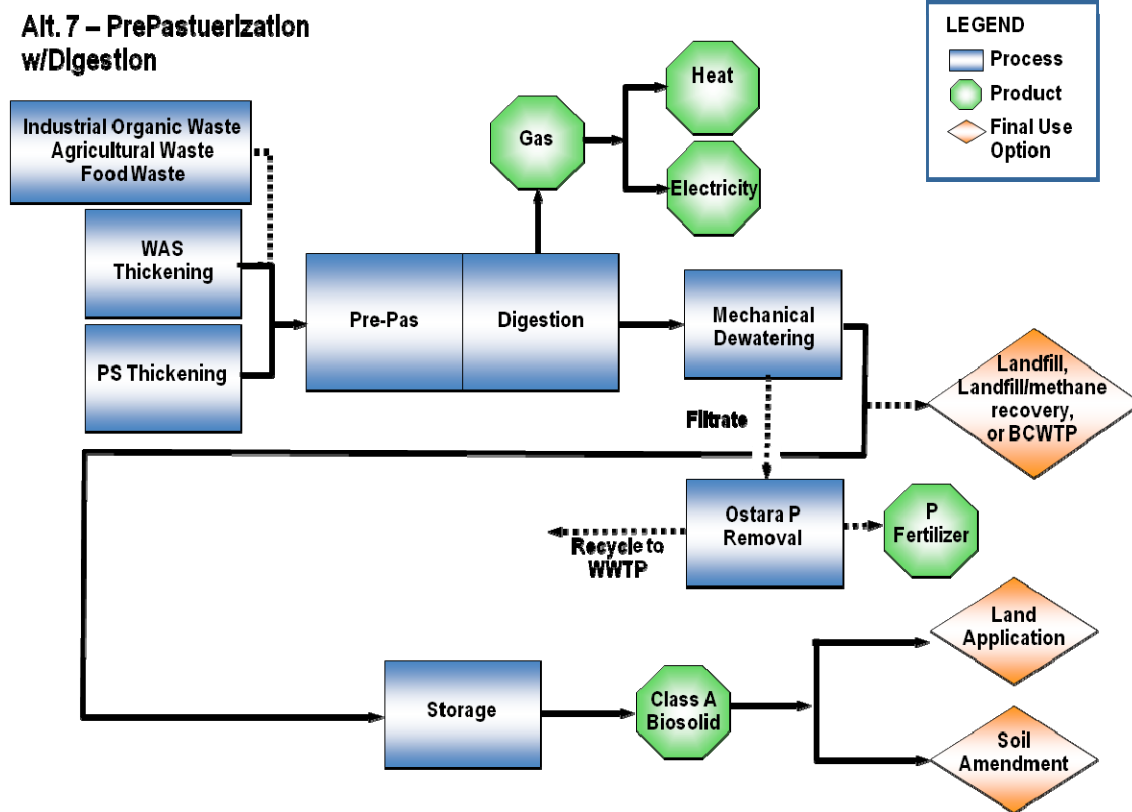 Alt. 7 – PrePastuerization
w/Digestion
LEGEND
Process
Product
Final Use
Option
Industrial Organic Waste
Agricultural Waste
Food Waste
WAS
Thickening
PS Thickening
Pre-Pas
Digestion
Gas
Heat
Electricity
Mechanical
Dewatering
Landfill,
Landfill/methane
recovery,
or BCWTP
Filtrate
Ostara P
Removal
Recycle to
WWTP
P
Fertilizer
Storage
Class A
Biosolid
Land
Application
Soil
Amendment